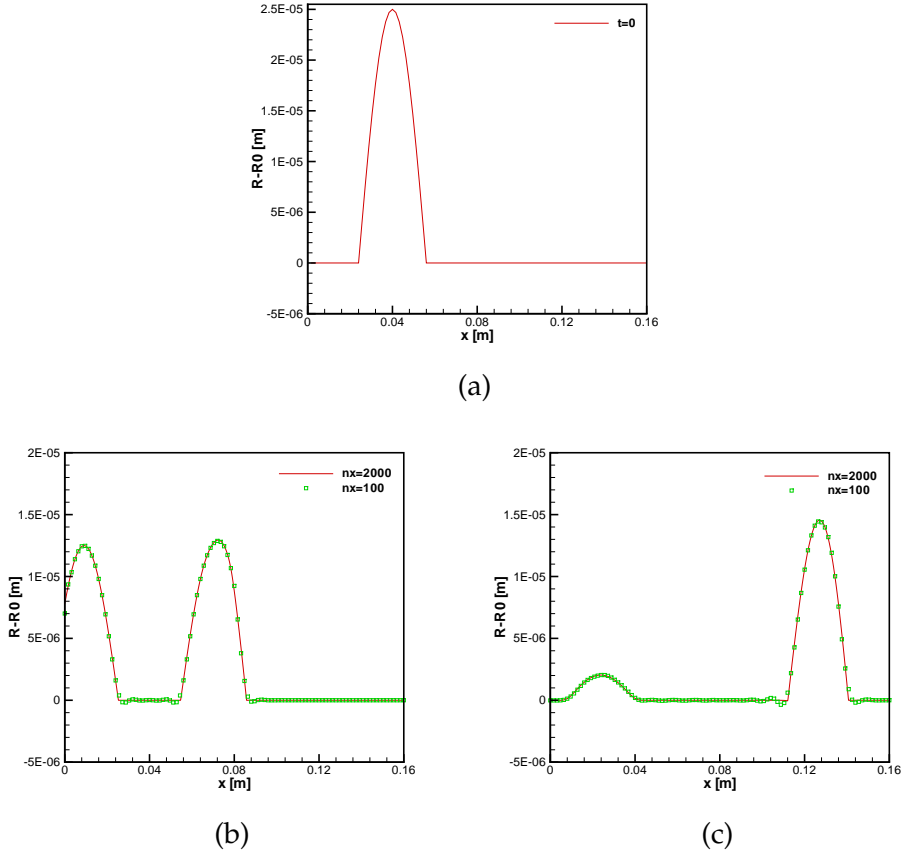 2.5E-05
2E-05
1.5E-05
1E-05
5E-06
0
-5E-06
R-R0 [m]
t=0
0 0.04 0.08 0.12 0.16
x [m]
(a)
2E-05
1.5E-05
1E-05
5E-06
0
-5E-06
R-R0 [m]
nx=2000
nx=100
0 0.04 0.08 0.12 0.16
x [m]
(b)
2E-05
1.5E-05
1E-05
5E-06
0
-5E-06
R-R0 [m]
nx=2000
nx=100
0 0.04 0.08 0.12 0.16
x [m]
(c)